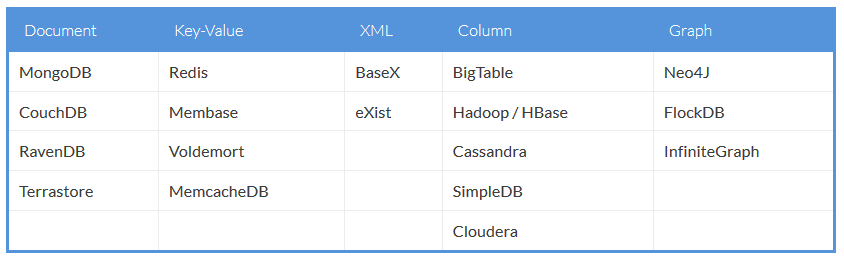 Document Key-Value XML Column Graph
MongoDB Redis BaseX BigTable Neo4J
CouchDB Membase eXist Hadoop / HBase FlockDB
RavenDB Voldemort Cassandra InfiniteGraph
Terrastore MemcacheDB SimpleDB
Cloudera